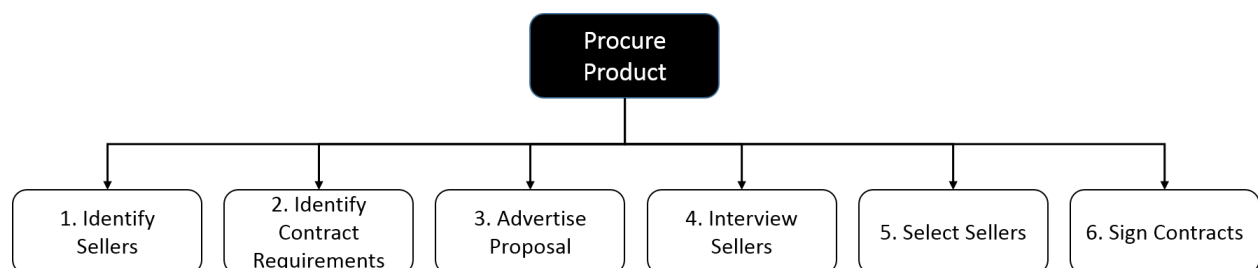 Procure
Product
1. Identify
Sellers
2. Identify
Contract
Requirements
3. Advertise
Proposal
4. Interview
Sellers
5. Select Sellers
6. Sign Contracts